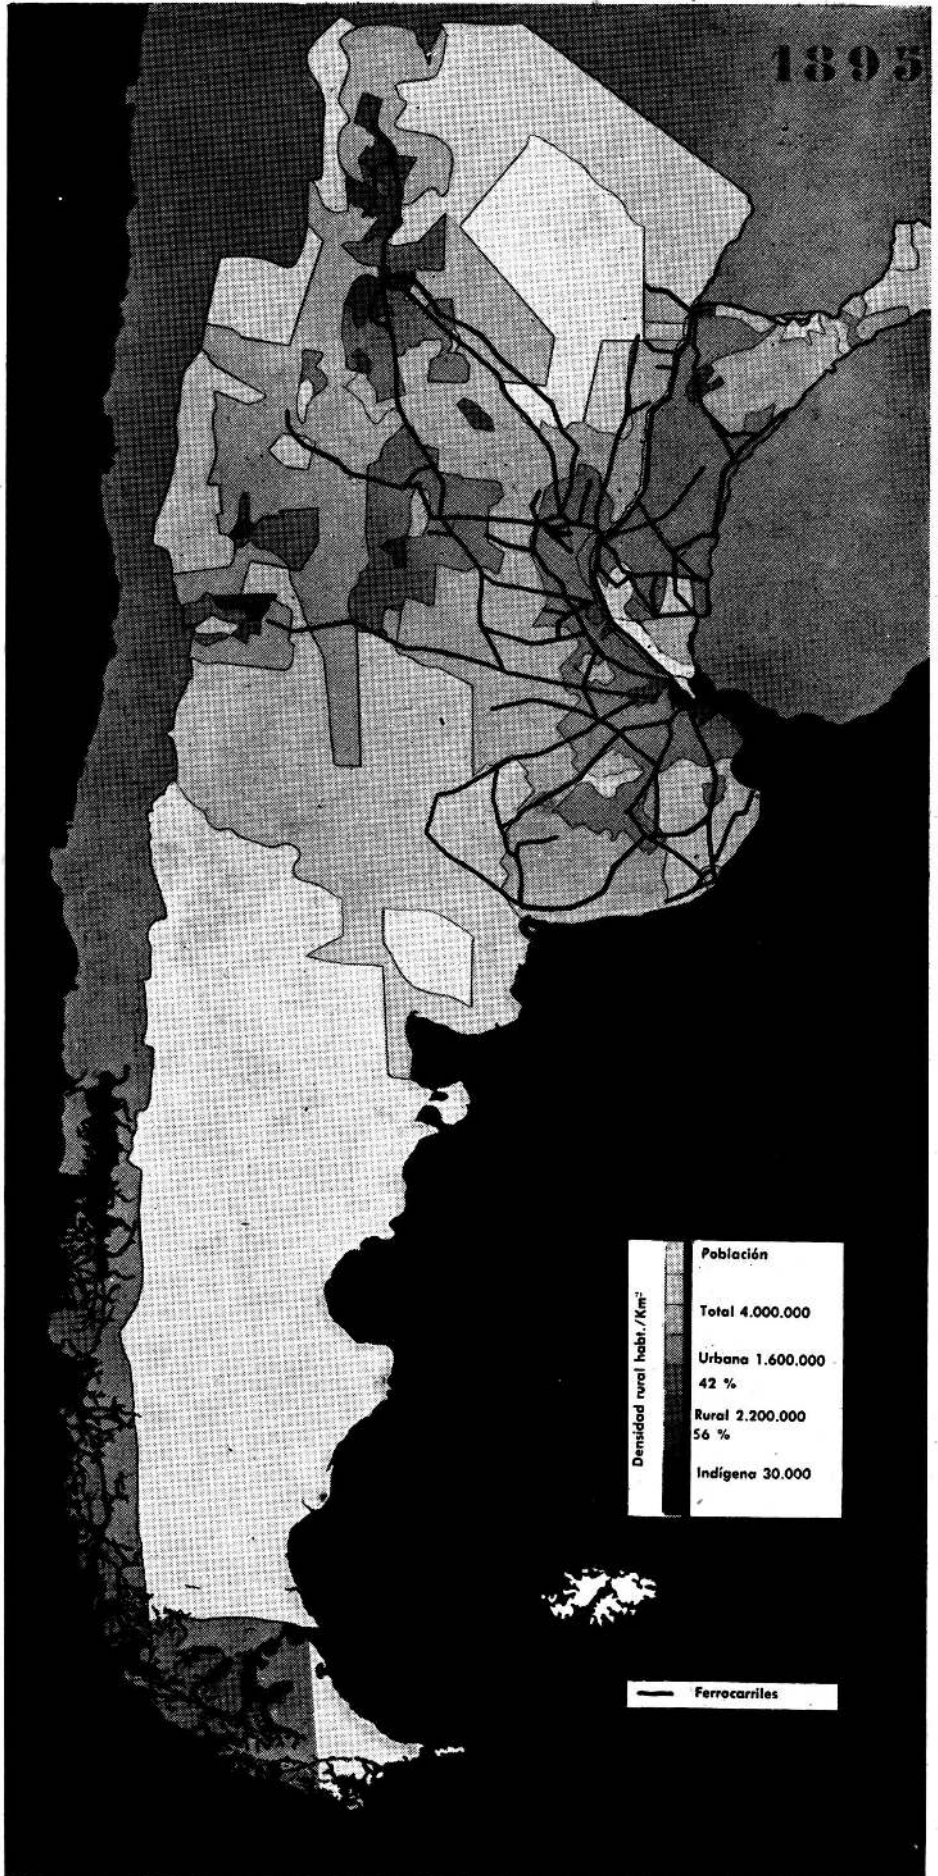 1895
Densidad rural habt./Km²
Población
Total 4.000.000
Urbana 1.600.000
42 %
Rural 2.200.000
56 %
Indígena 30.000
Ferrocarriles